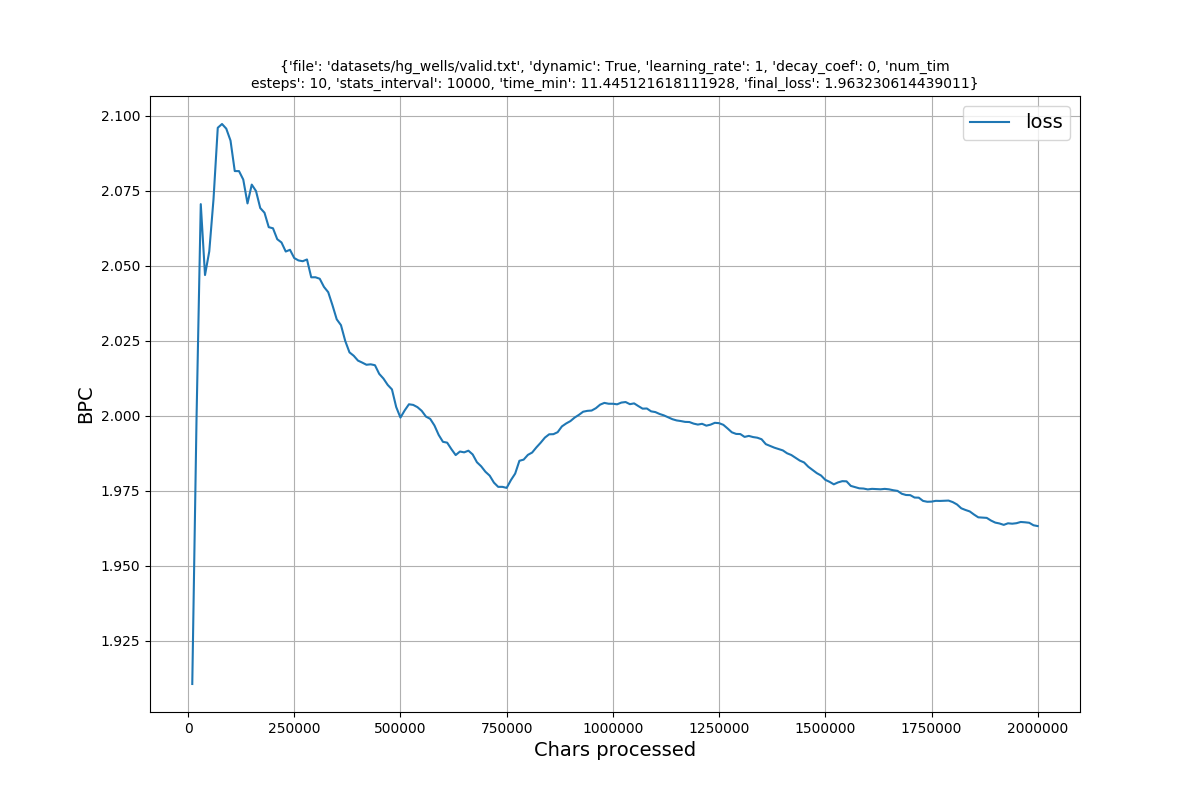 {'file': 'datasets/hg_wells/valid.txt', 'dynamic': True, 'learning_rate': 1, 'decay_coef': 0, 'num_tim
esteps': 10, 'stats_interval': 10000, 'time_min': 11.445121618111928, 'final_loss': 1.963230614439011}
loss
2.100
2.075
2.050
2.025
2.000
1.975
1.950
1.925
BPC
0 250000 500000 750000 1000000 1250000 1500000 1750000 2000000
Chars processed